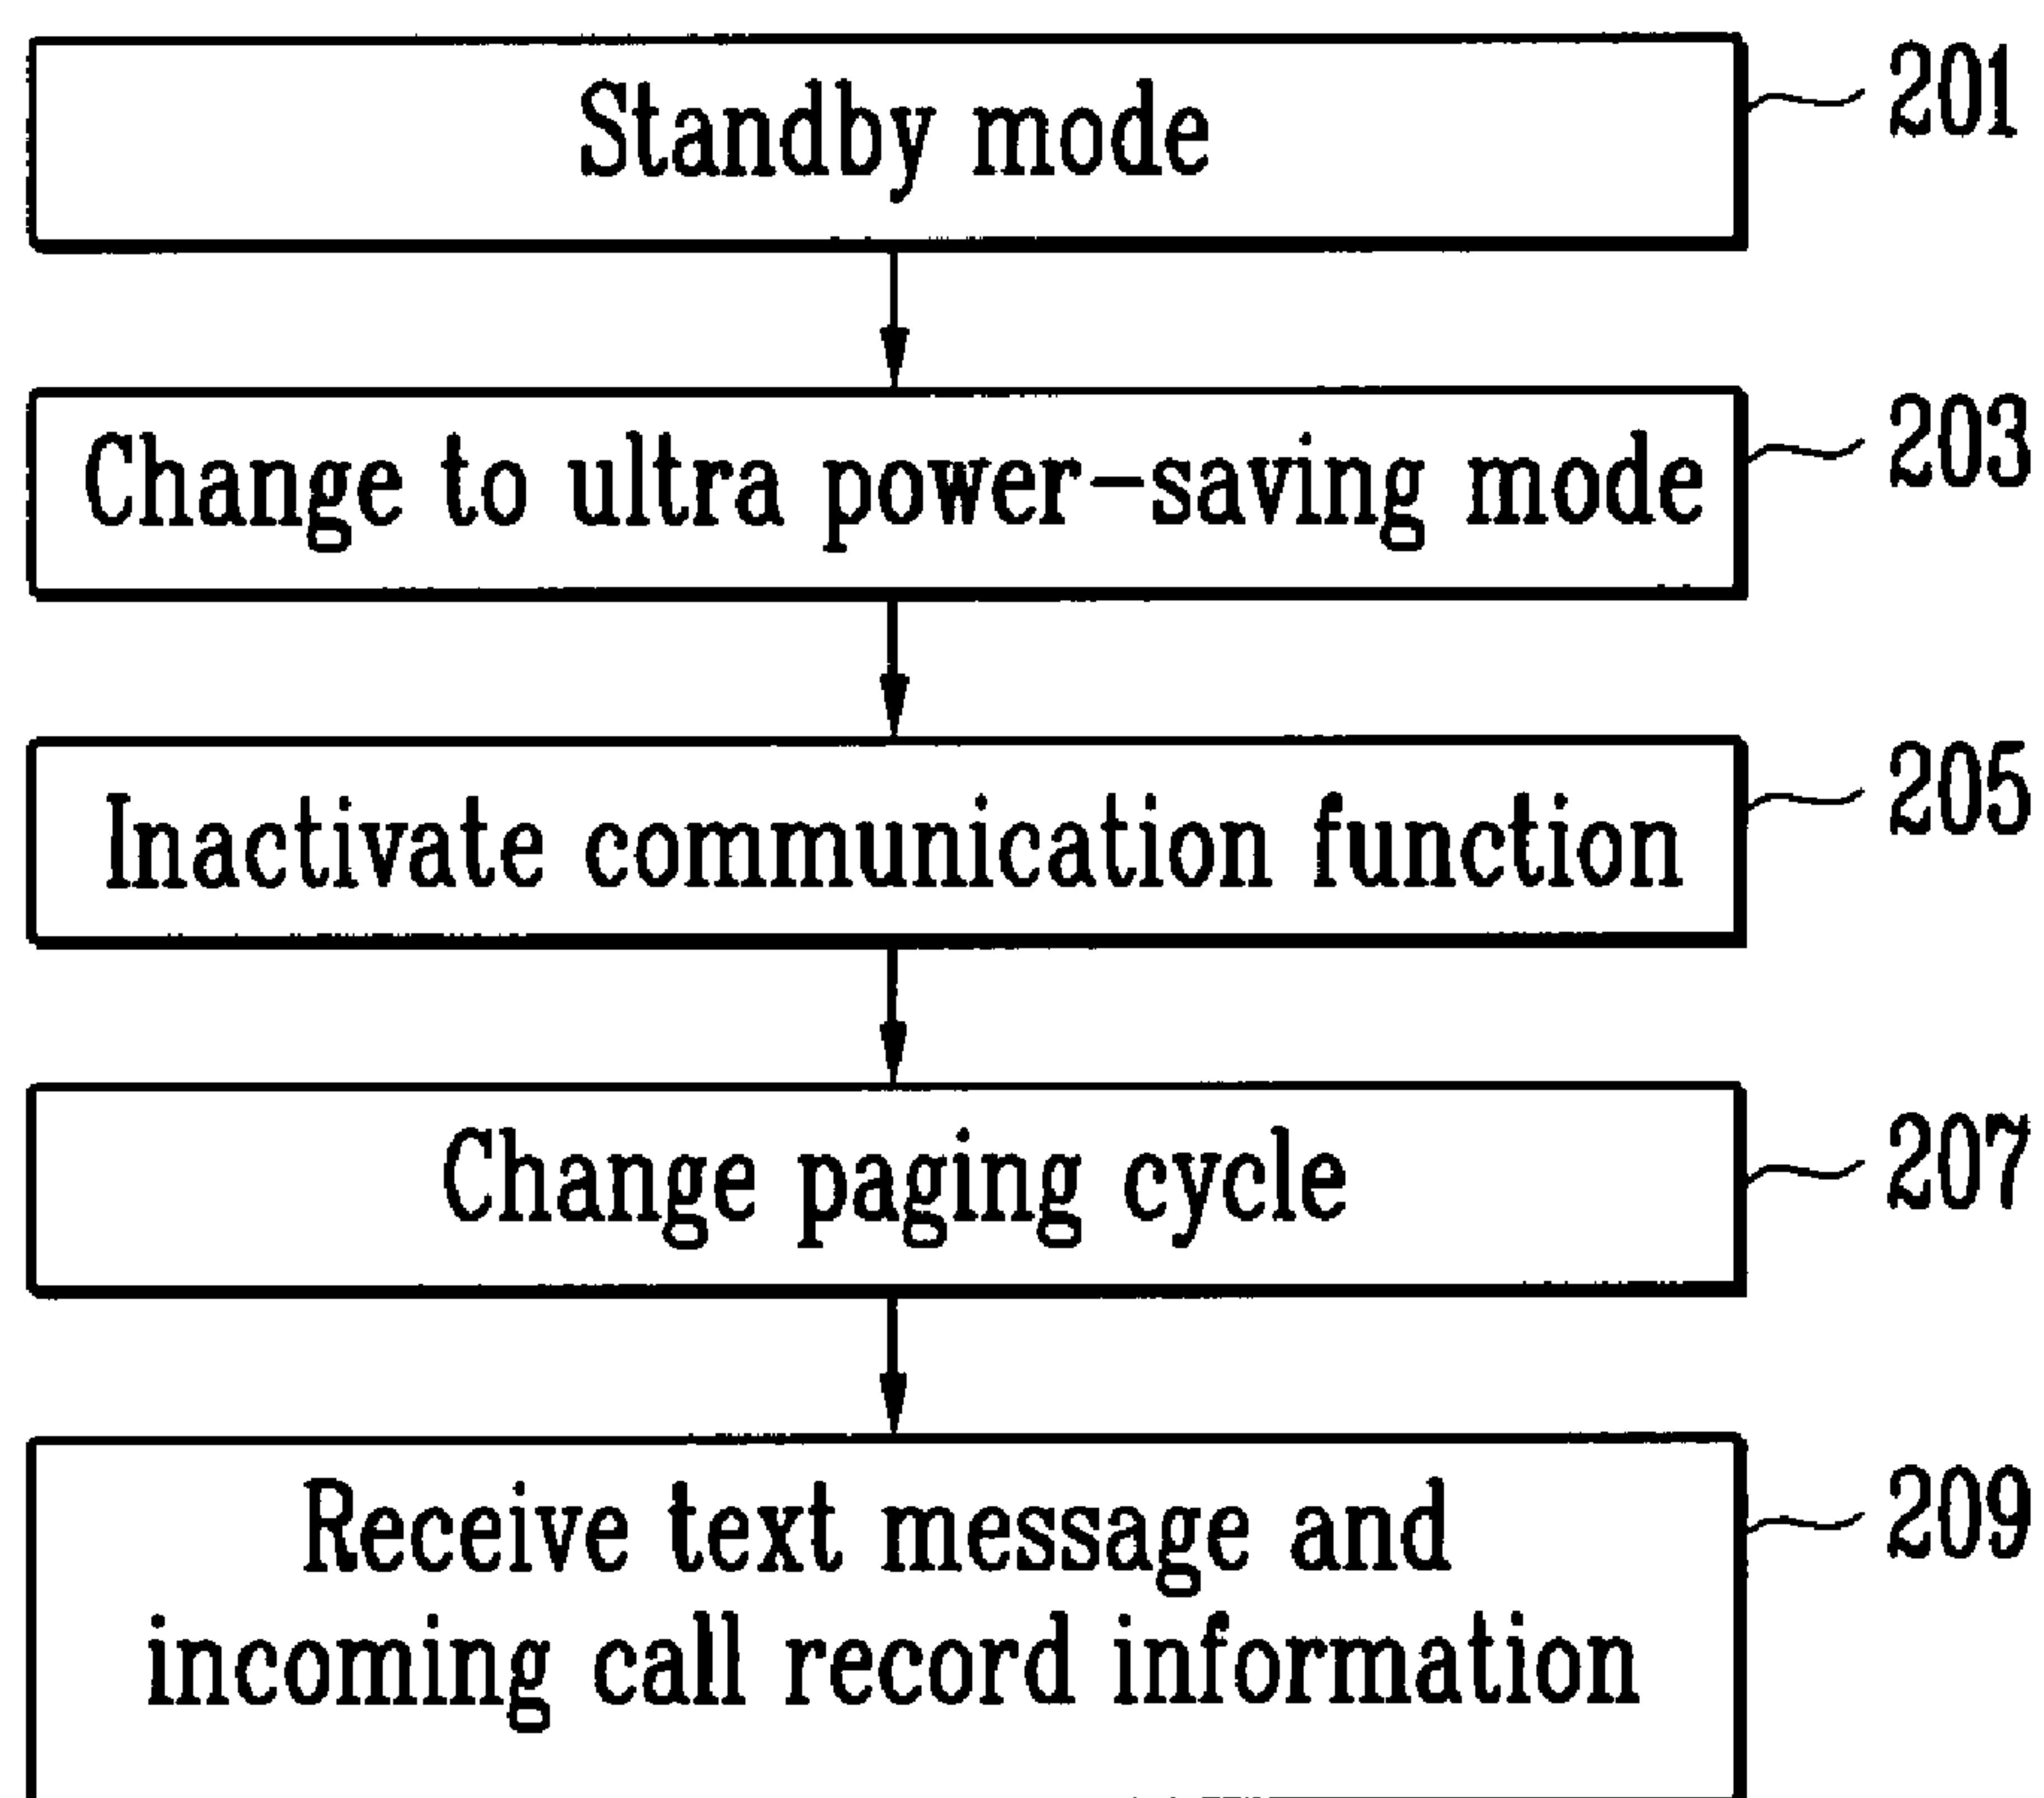 Standby mode 201
Change to ultra power-saving mode 203
Inactivate communication function 205
Change paging cycle 207
Receive text message and 209
incoming call record information